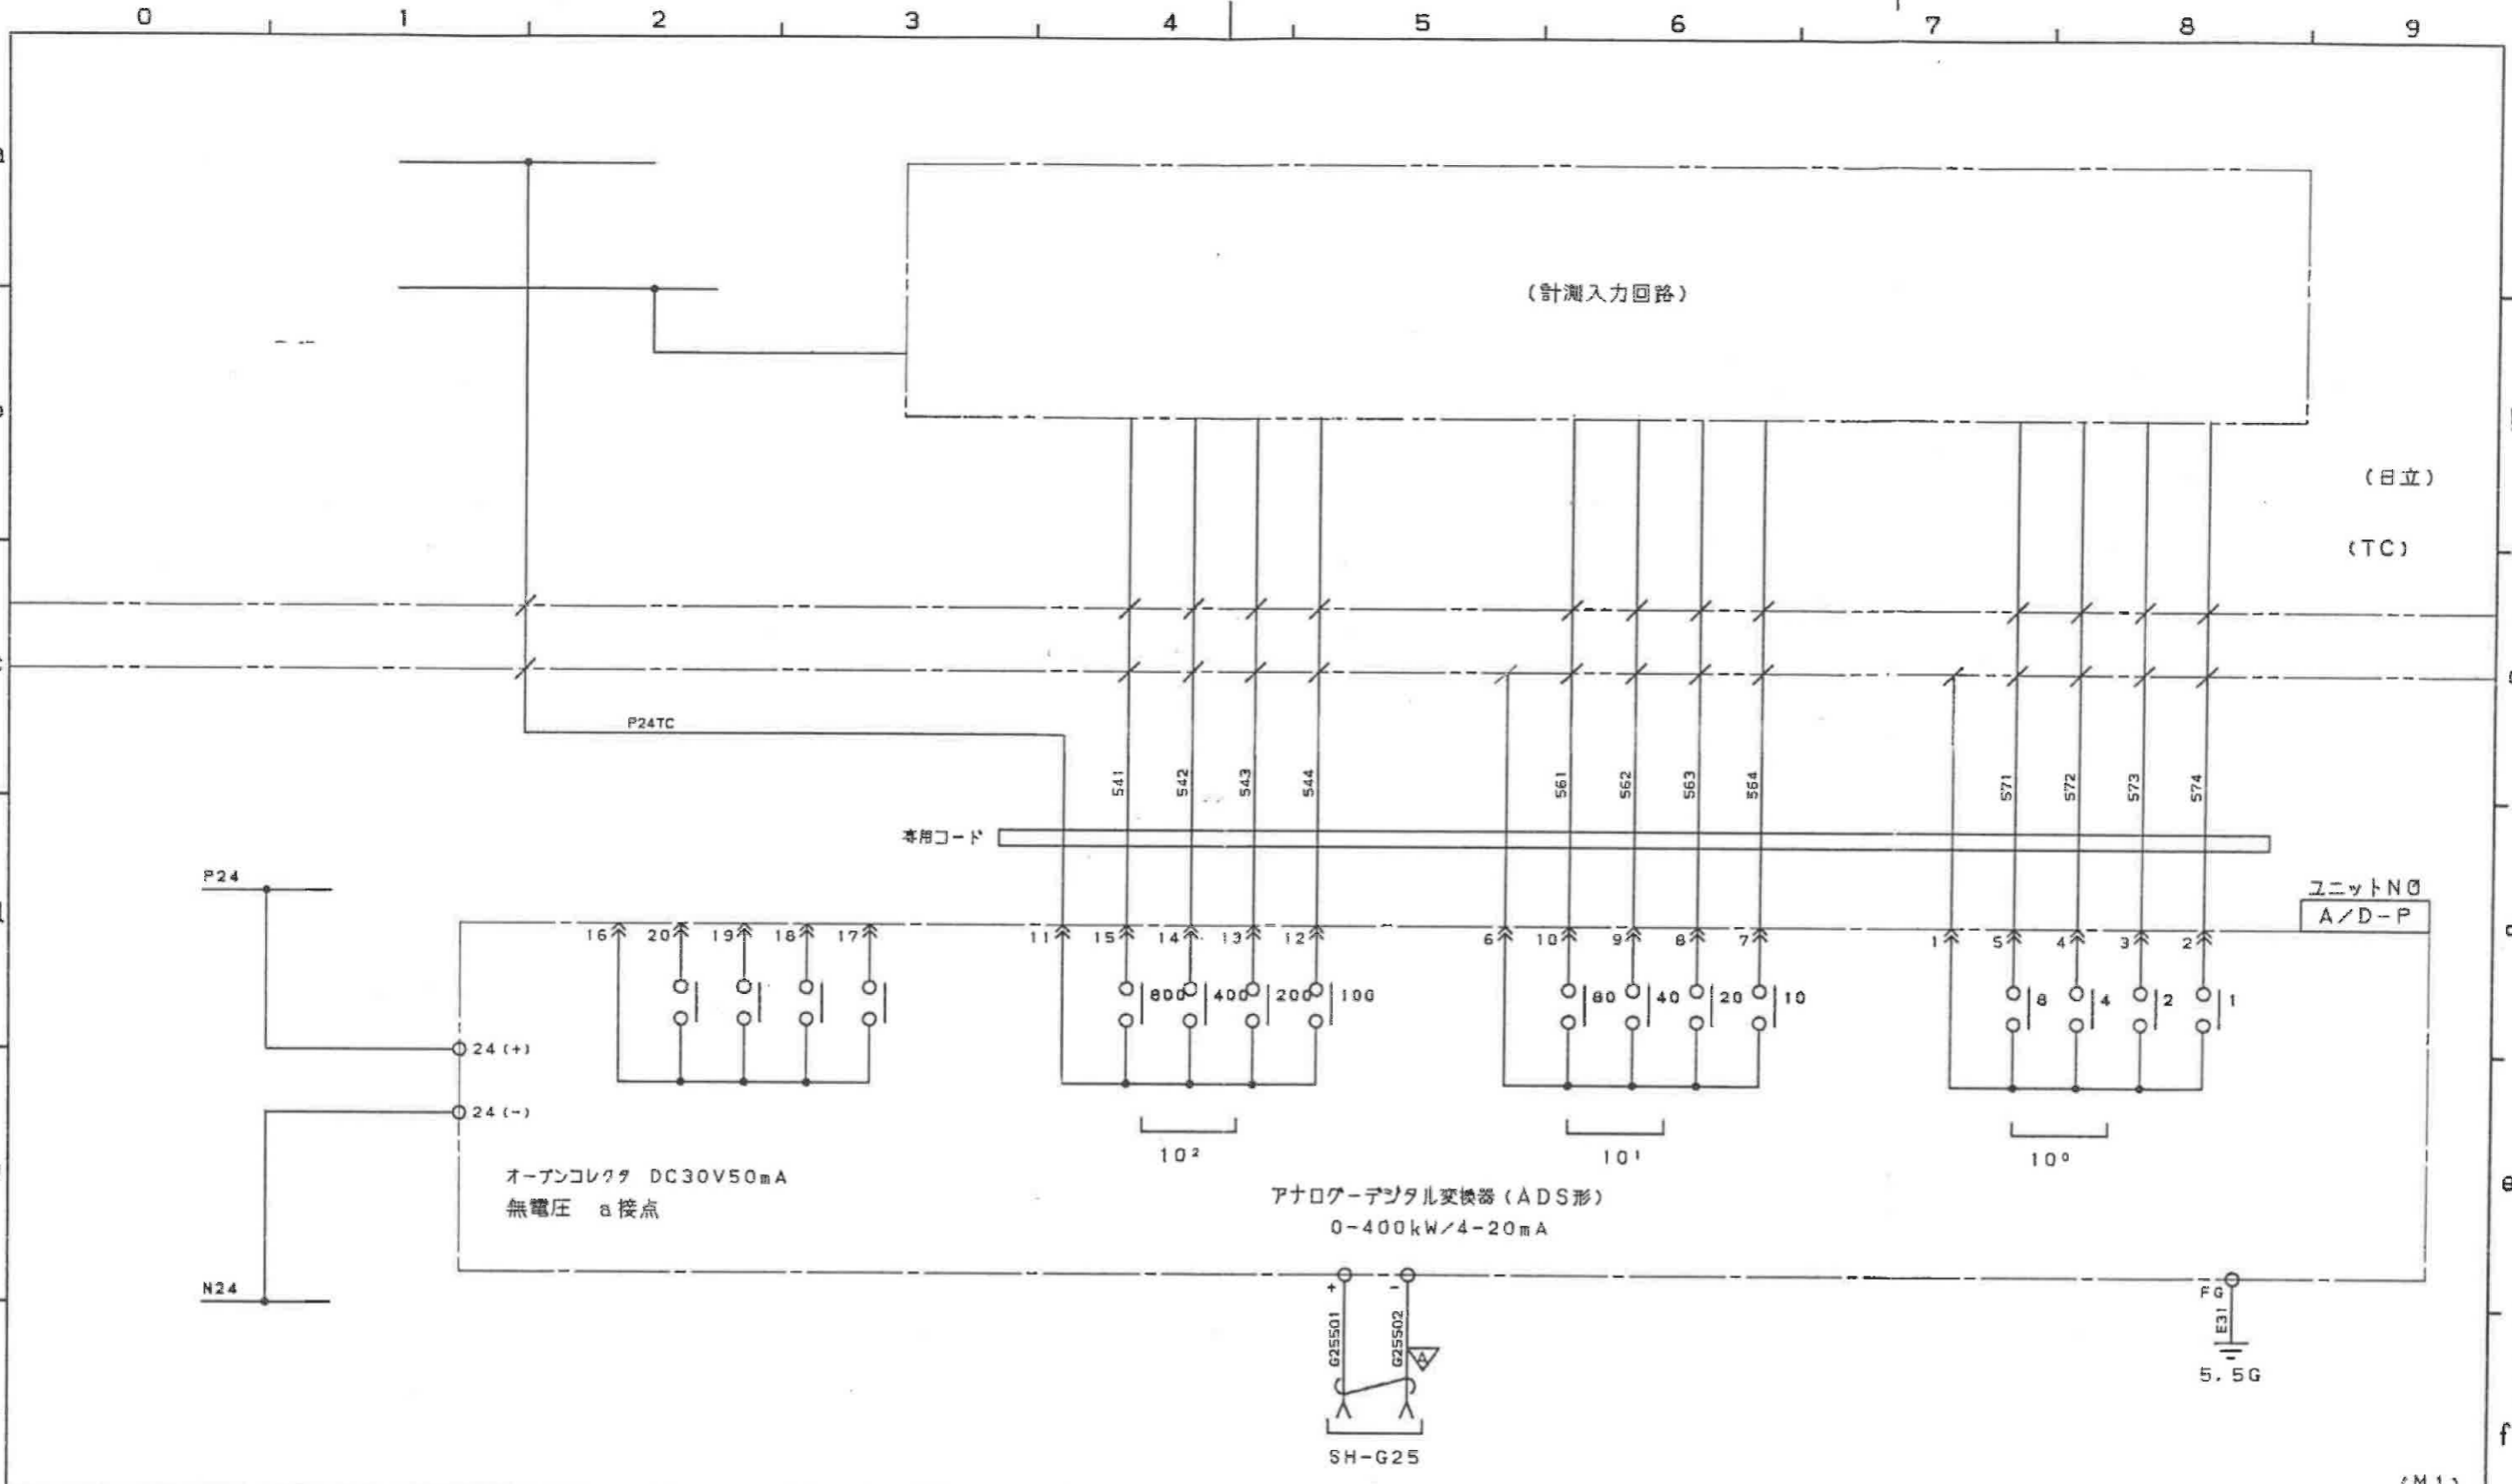 0 1 2 3 4 5 6 7 8 9
a
(計測入力回路)
(日立)
(TC)
P24TC
541 542 543 544 561 562 563 564 571 572 573 574
専用コード
P24
ユニットNO
A/D-P
16 20 19 18 17 11 15 14 13 12 6 10 9 8 7 1 5 4 3 2
800 400 200 100 80 40 20 10 8 4 2 1
24(+)
24(-)
10² 10¹ 10⁰
オープンコレクタ DC30V50mA
無電圧 a接点
アナログーデジタル変換器(ADS形)
0-400kW/4-20mA
e
N24
+ -
FG
G25501 G25502
E31
A
5.5G
SH-G25
f
(M1)